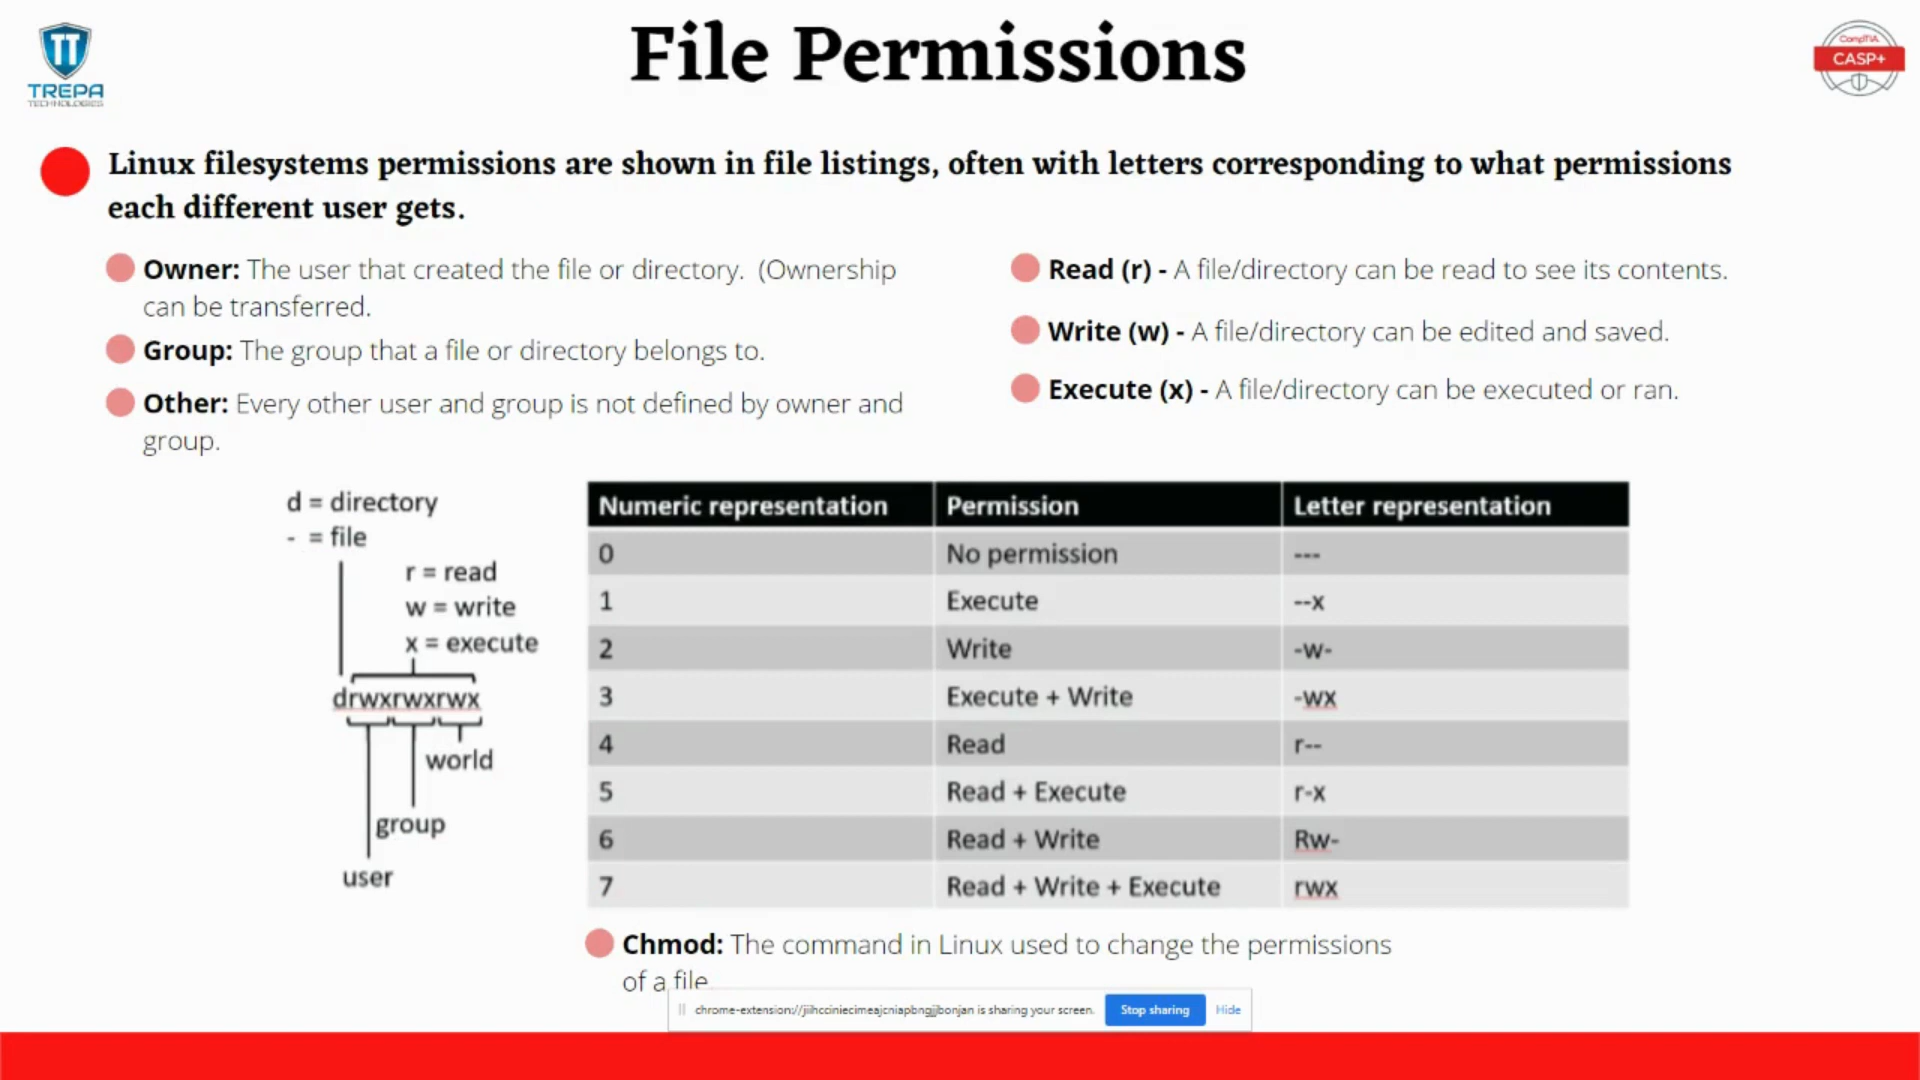 File Permissions
TT
TREPA
TECHNOLOGIES
CompTIA
CASP+
Linux filesystems permissions are shown in file listings, often with letters corresponding to what permissions
each different user gets.
Owner: The user that created the file or directory. (Ownership
can be transferred.
Group: The group that a file or directory belongs to.
Other: Every other user and group is not defined by owner and
group.
Read (r) - A file/directory can be read to see its contents.
Write (w) - A file/directory can be edited and saved.
Execute (x) - A file/directory can be executed or ran.
d = directory
- = file
r = read
w = write
x = execute
drwxrwxrwx
world
group
user
Numeric representation Permission Letter representation
0 No permission ---
1 Execute --x
2 Write -w-
3 Execute + Write -wx
4 Read r--
5 Read + Execute r-x
6 Read + Write Rw-
7 Read + Write + Execute rwx
Chmod: The command in Linux used to change the permissions
of a file
is sharing your screen. Stop sharing Hide